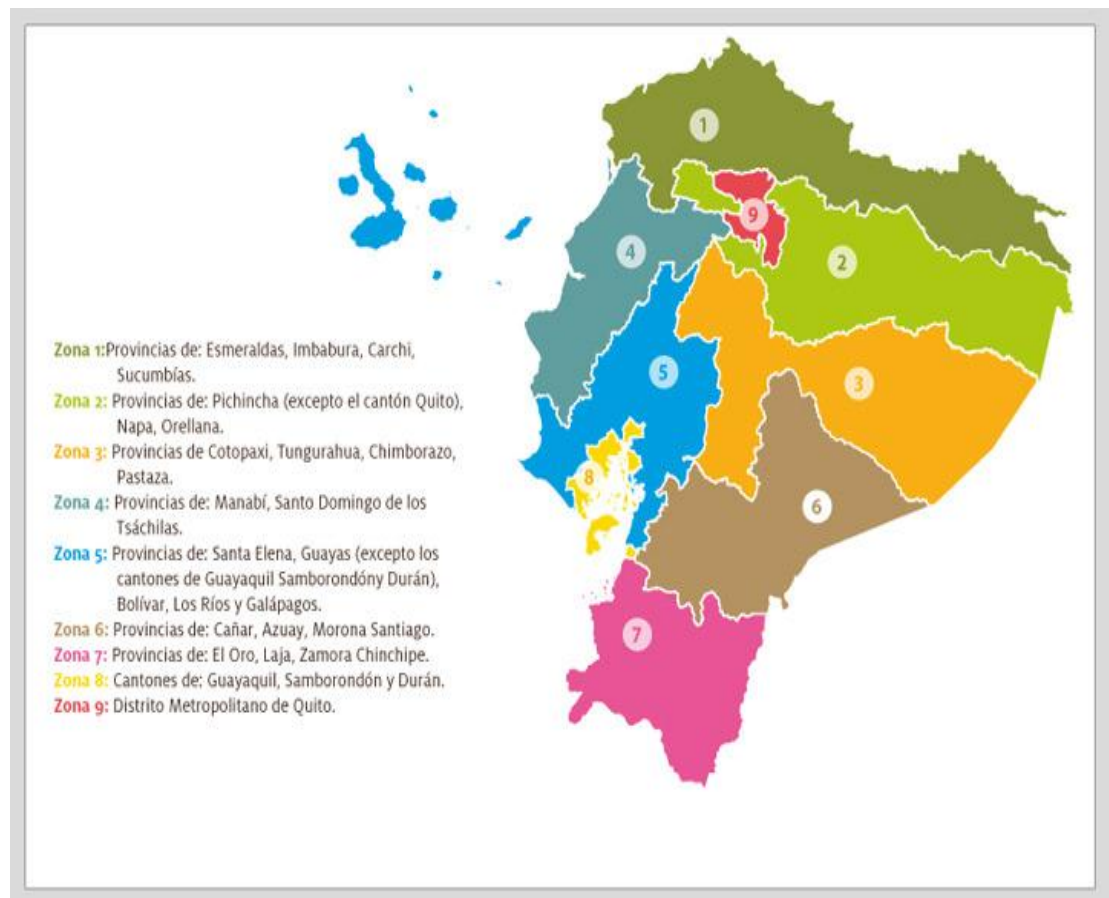 Zona 1:Provincias de: Esmeraldas, Imbabura, Carchi,
Sucumbías.
Zona 2: Provincias de: Pichincha (excepto el cantón Quito),
Napa, Orellana.
Zona 3: Provincias de Cotopaxi, Tungurahua, Chimborazo,
Pastaza.
Zona 4: Provincias de: Manabí, Santo Domingo de los
Tsáchilas.
Zona 5: Provincias de: Santa Elena, Guayas (excepto los
cantones de Guayaquil Samborondóny Durán),
Bolívar, Los Ríos y Galápagos.
Zona 6: Provincias de: Cañar, Azuay, Morona Santiago.
Zona 7: Provincias de: El Oro, Laja, Zamora Chinchipe.
Zona 8: Cantones de: Guayaquil, Samborondón y Durán.
Zona 9: Distrito Metropolitano de Quito.
1
9
4
2
5
3
8
6
7